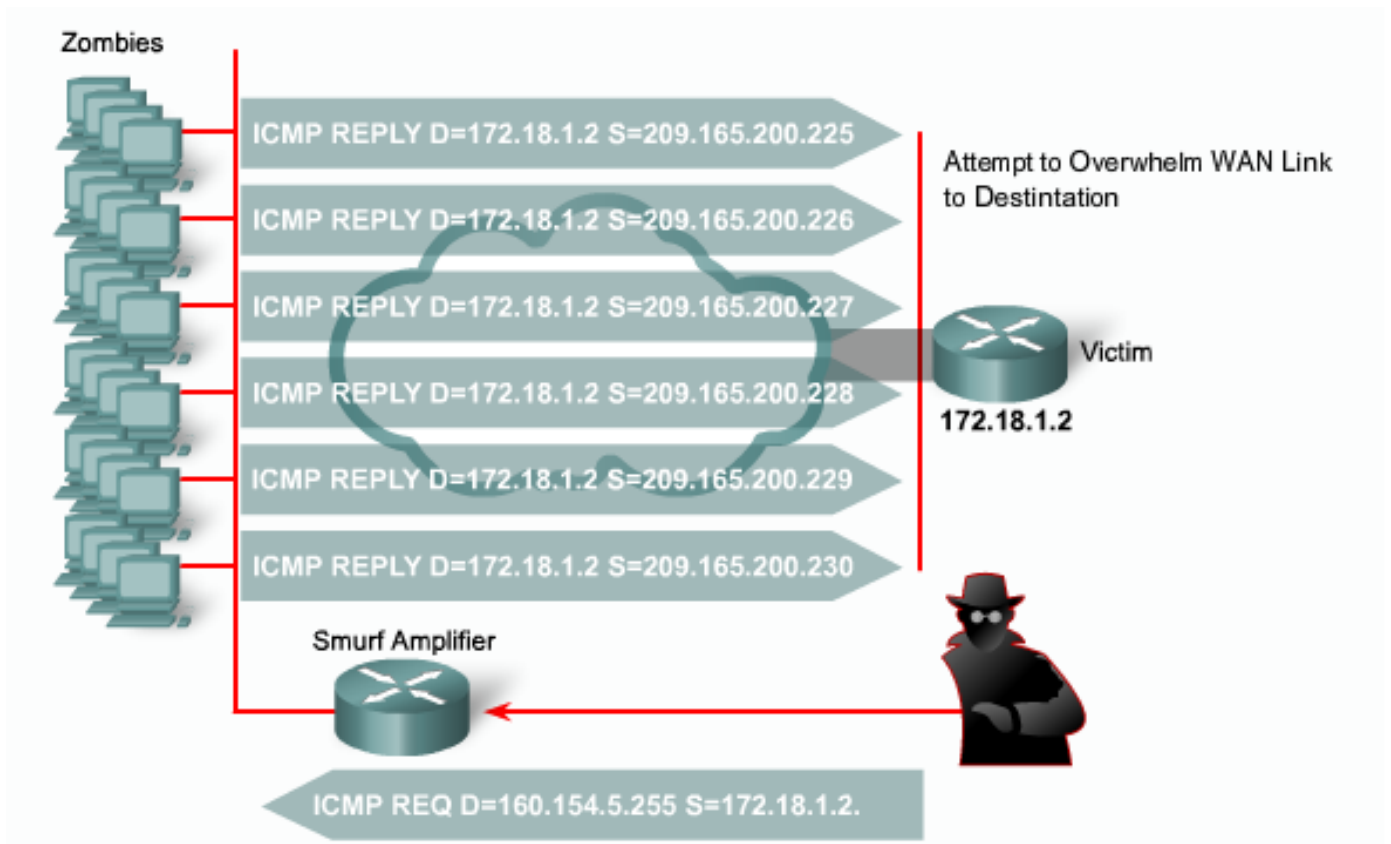 Zombies
ICMP REPLY D=172.18.1.2 S=209.165.200.225
Attempt to Overwhelm WAN Link
to Destintation
ICMP REPLY D=172.18.1.2 S=209.165.200.226
ICMP REPLY D=172.18.1.2 S=209.165.200.227
Victim
ICMP REPLY D=172.18.1.2 S=209.165.200.228
172.18.1.2
ICMP REPLY D=172.18.1.2 S=209.165.200.229
ICMP REPLY D=172.18.1.2 S=209.165.200.230
Smurf Amplifier
ICMP REQ D=160.154.5.255 S=172.18.1.2.